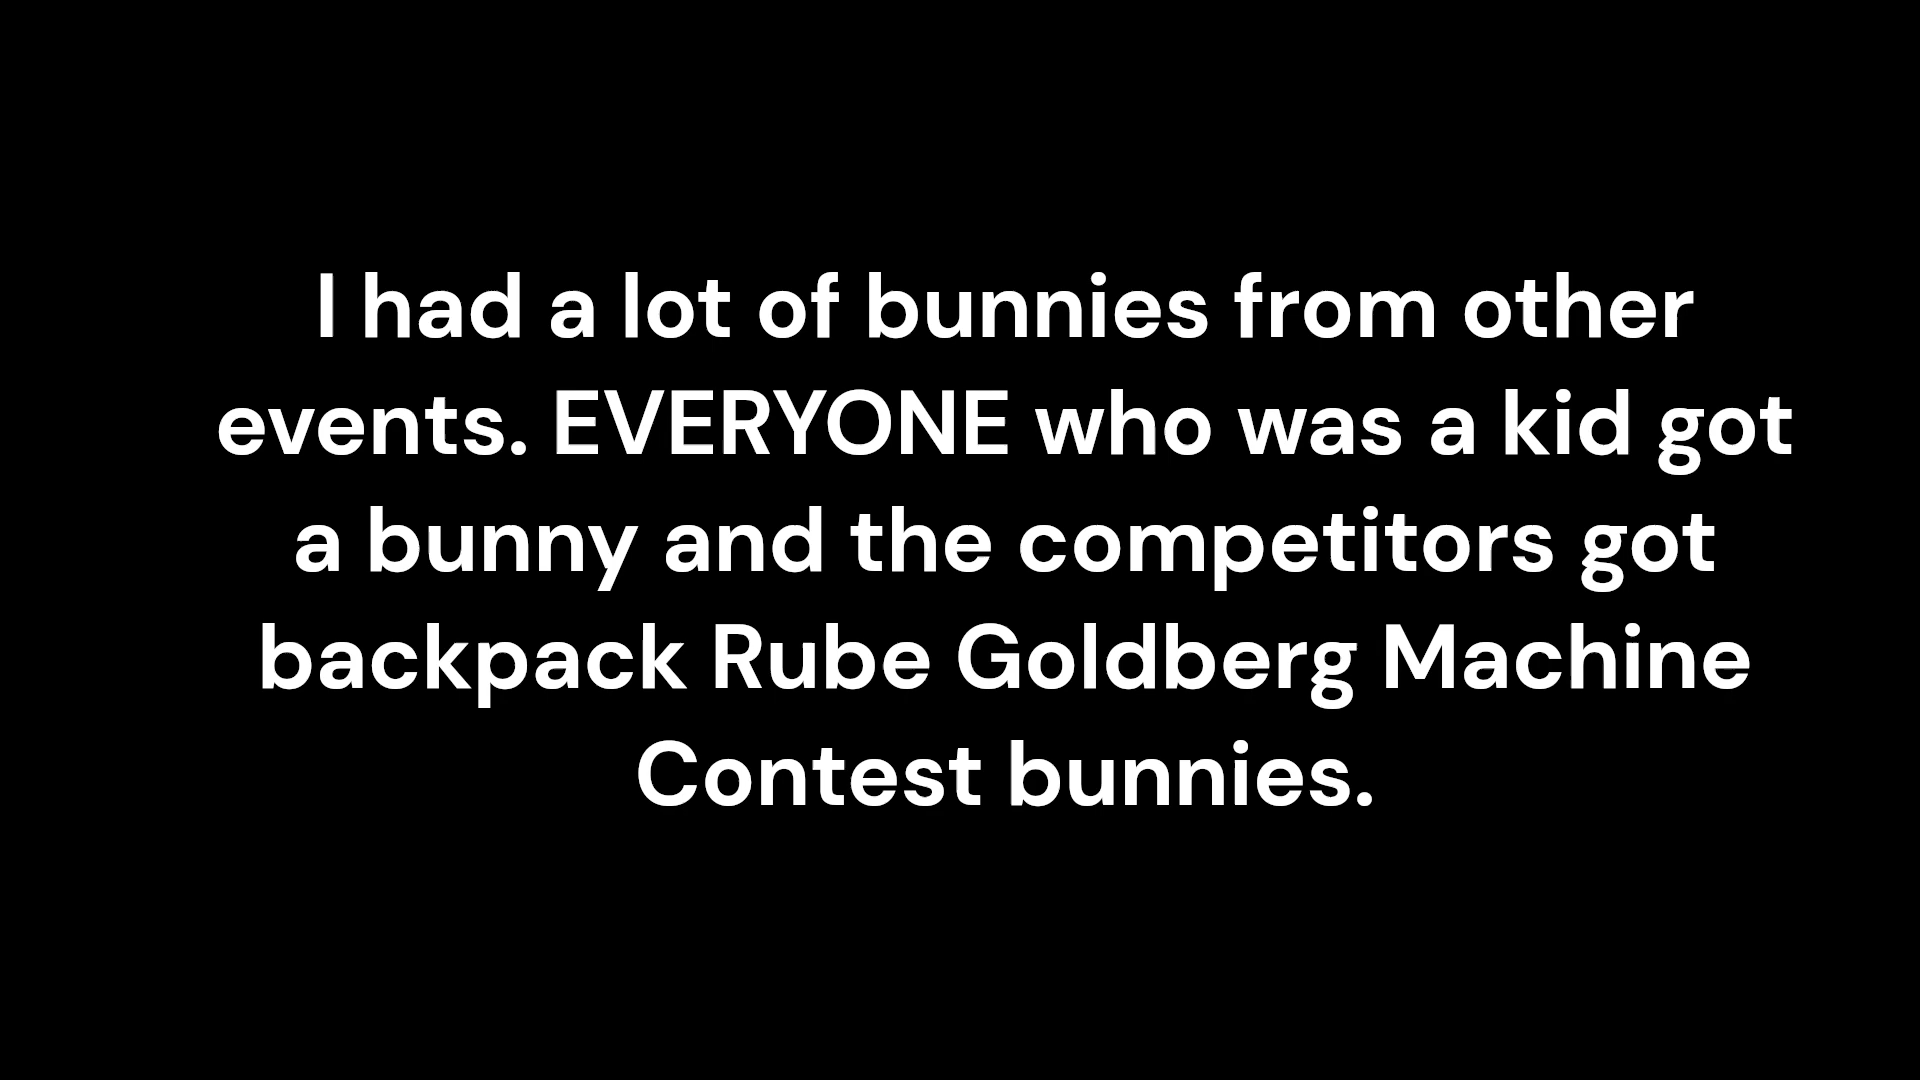 I had a lot of bunnies from other
events. EVERYONE who was a kid got
a bunny and the competitors got
backpack Rube Goldberg Machine
Contest bunnies.